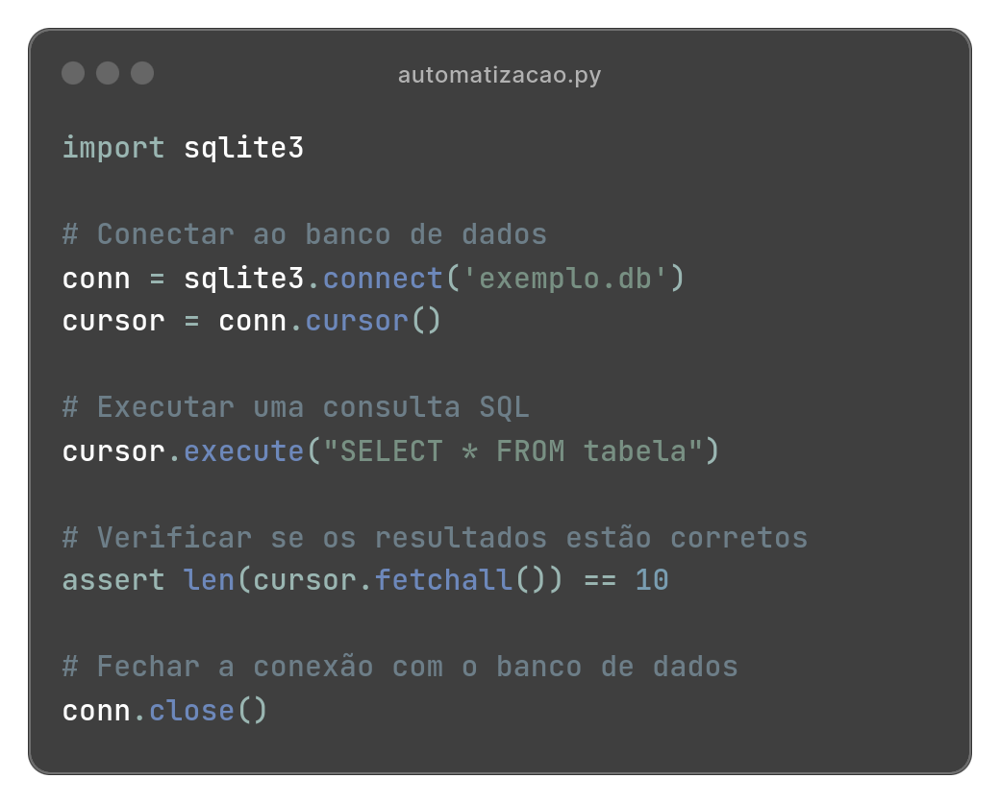 automatizacao.py
import sqlite3
# Conectar ao banco de dados
conn = sqlite3.connect('exemplo.db')
cursor = conn.cursor()
# Executar uma consulta SQL
cursor.execute("SELECT * FROM tabela")
# Verificar se os resultados estão corretos
assert len(cursor.fetchall()) == 10
# Fechar a conexão com o banco de dados
conn.close()